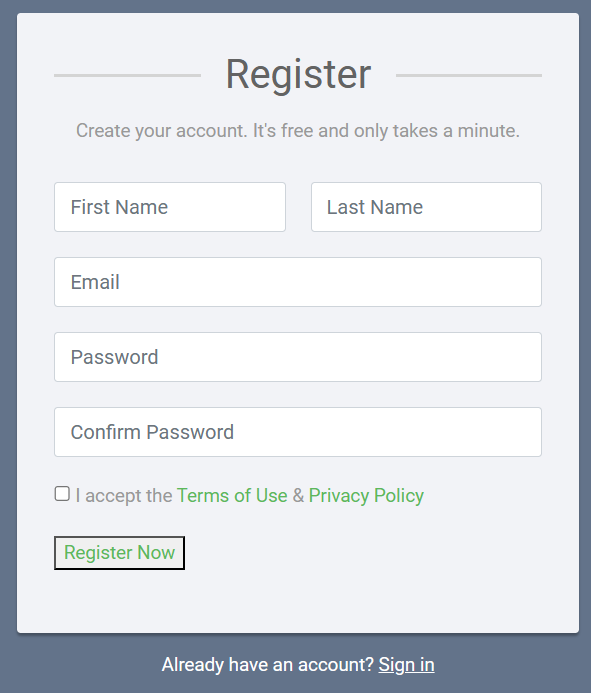 Register
Create your account. It's free and only takes a minute.
First Name Last Name
Email
Password
Confirm Password
I accept the Terms of Use & Privacy Policy
Register Now
Already have an account? Sign in